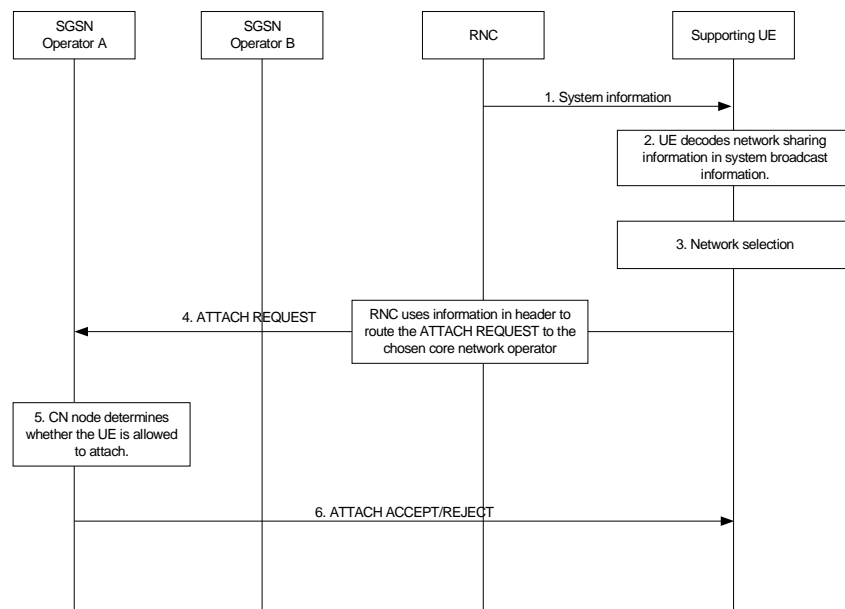 SGSN
Operator A
SGSN
Operator B
RNC
Supporting UE
1. System information
2. UE decodes network sharing
information in system broadcast
information.
3. Network selection
4. ATTACH REQUEST
RNC uses information in header to
route the ATTACH REQUEST to the
chosen core network operator
5. CN node determines
whether the UE is allowed
to attach.
6. ATTACH ACCEPT/REJECT